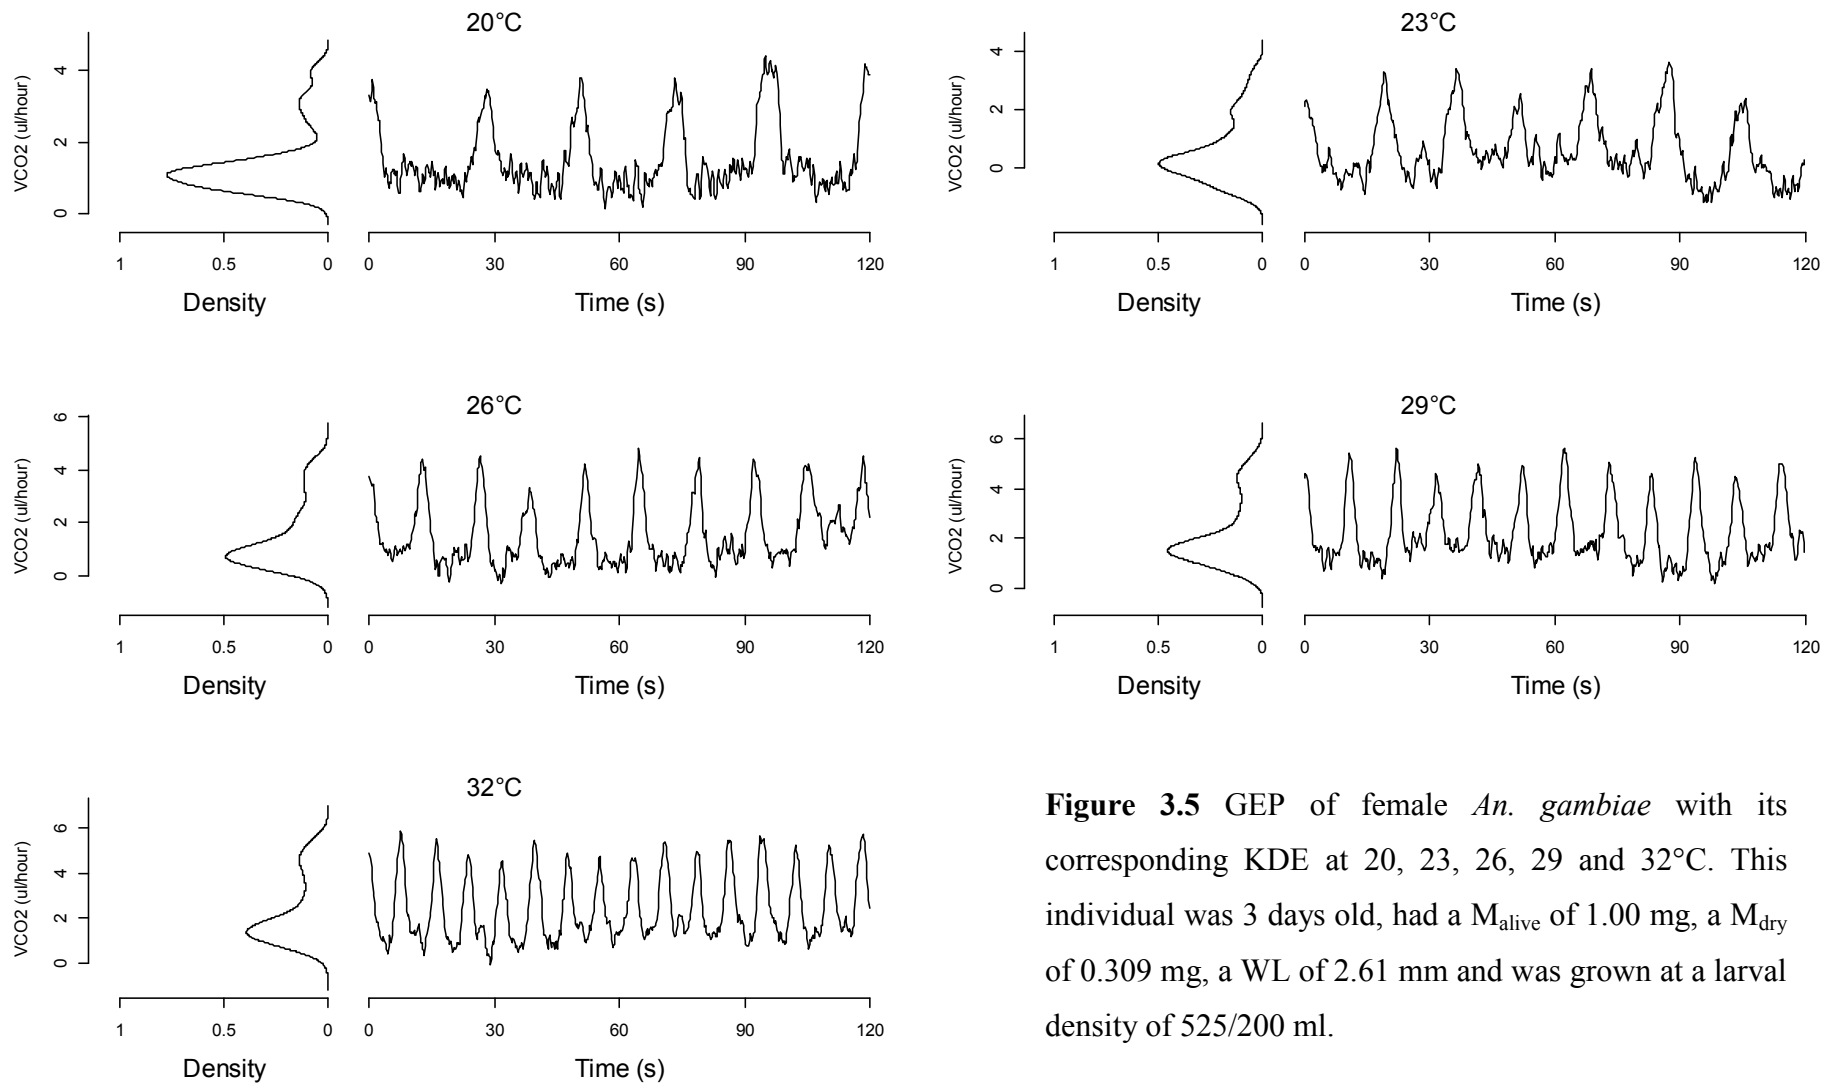 20°C
VCO2 (ul/hour)
4
2
0
1 0.5 0
Density
0 30 60 90 120
Time (s)
23°C
VCO2 (ul/hour)
4
2
0
1 0.5 0
Density
0 30 60 90 120
Time (s)
26°C
VCO2 (ul/hour)
6
4
2
0
1 0.5 0
Density
0 30 60 90 120
Time (s)
29°C
VCO2 (ul/hour)
6
4
2
0
1 0.5 0
Density
0 30 60 90 120
Time (s)
32°C
VCO2 (ul/hour)
6
4
2
0
1 0.5 0
Density
0 30 60 90 120
Time (s)
Figure 3.5 GEP of female An. gambiae with its
corresponding KDE at 20, 23, 26, 29 and 32°C. This
individual was 3 days old, had a Malive of 1.00 mg, a Mdry
of 0.309 mg, a WL of 2.61 mm and was grown at a larval
density of 525/200 ml.